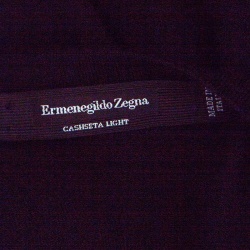 Ermenegildo Zegna
CASHSETA LIGHT
MADE IN
ITALY